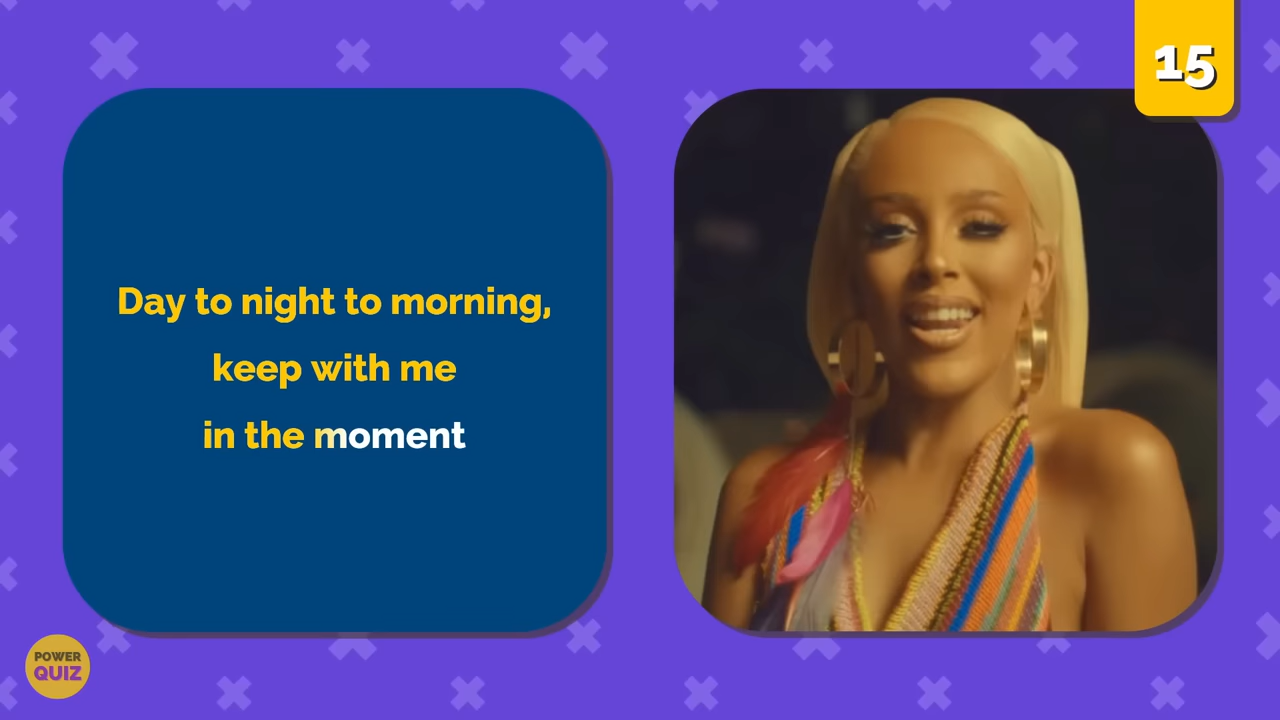 15
Day to night to morning,
keep with me
in the moment
POWER
QUIZ